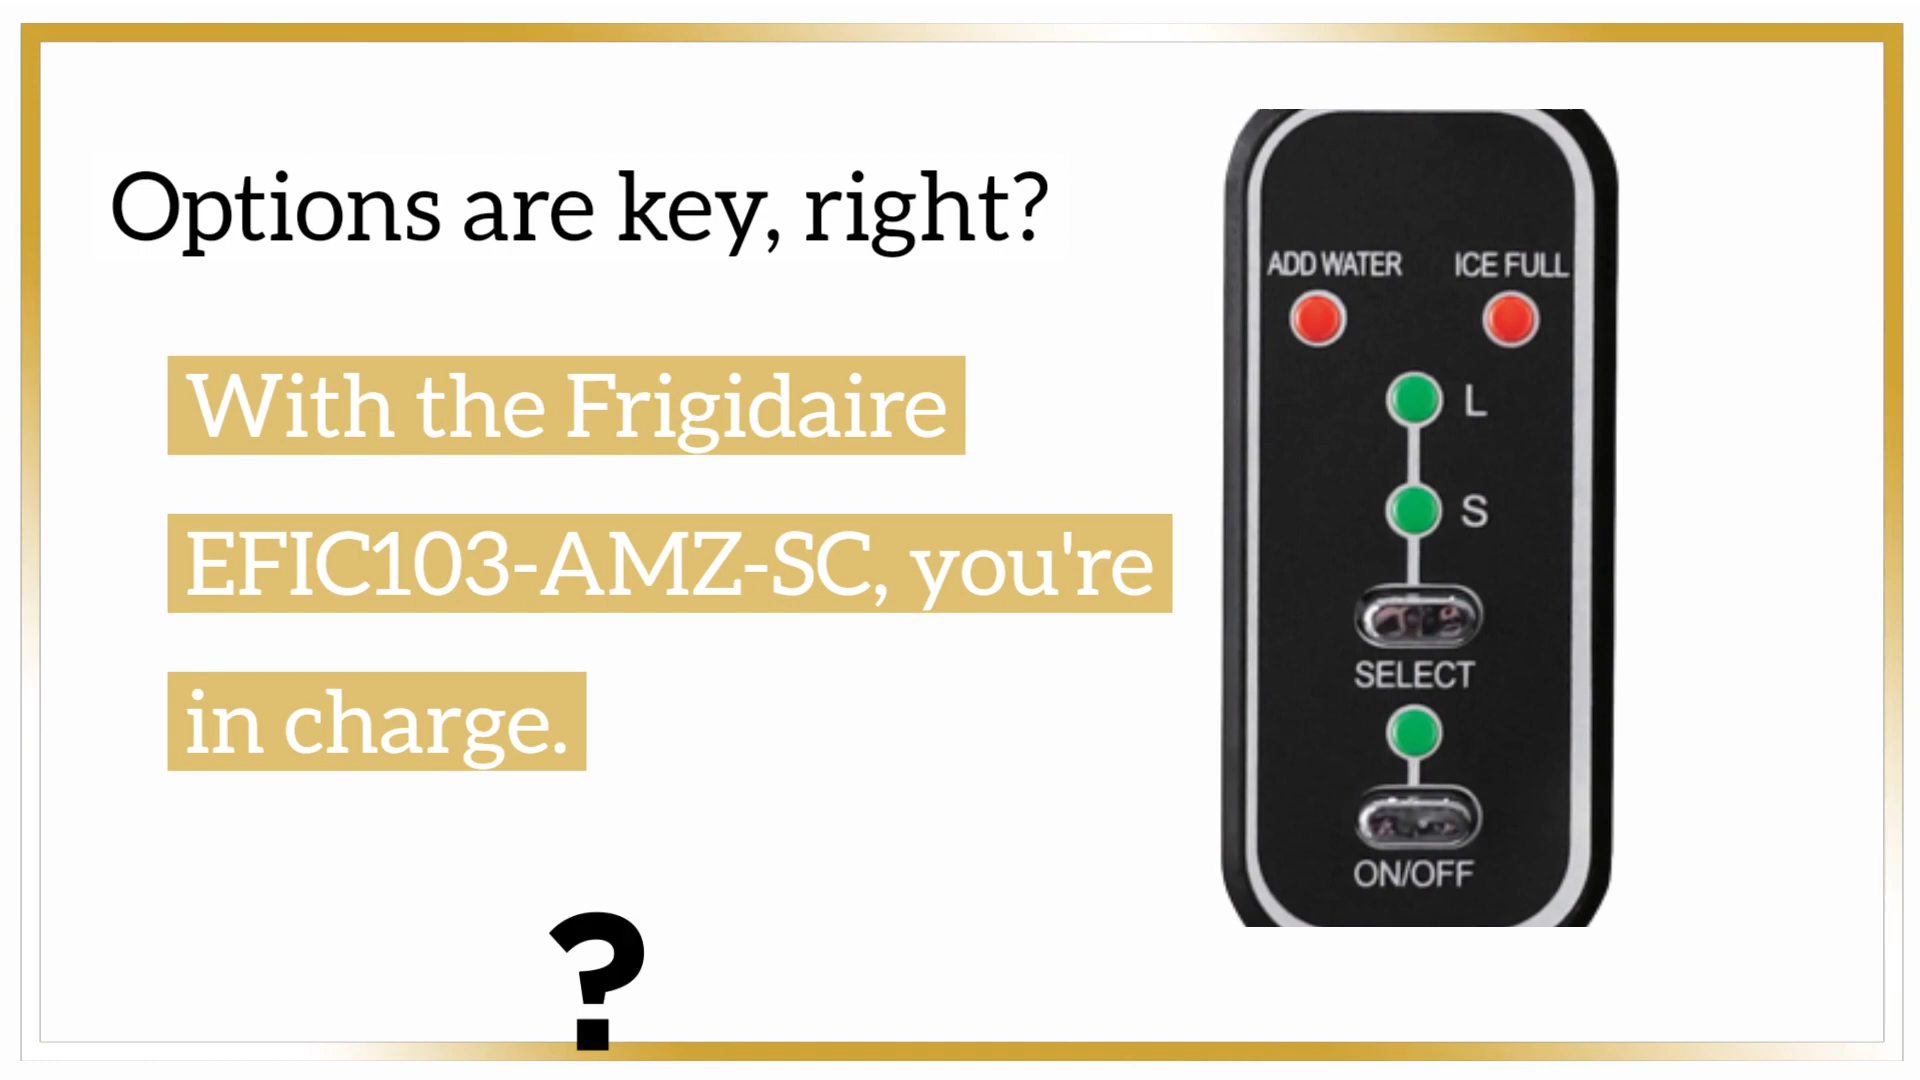 Options are key, right?
With the Frigidaire
EFIC103-AMZ-SC, you're
in charge.
?
ADD WATER ICE FULL
L
S
SELECT
ON/OFF